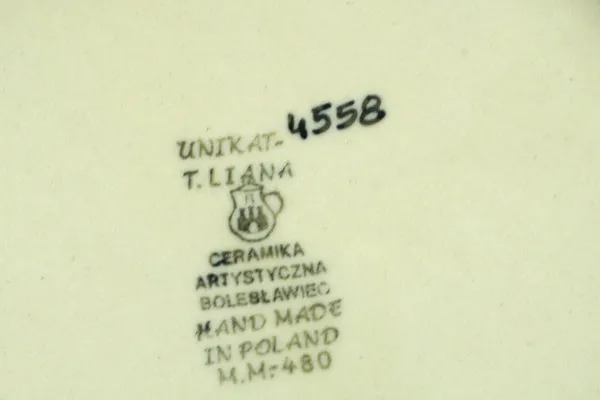 UNIKAT-4558
T. LIANA
CERAMIKA
ARTYSTYCZNA
BOLESŁAWIEC
HAND MADE
IN POLAND
M.M.-480